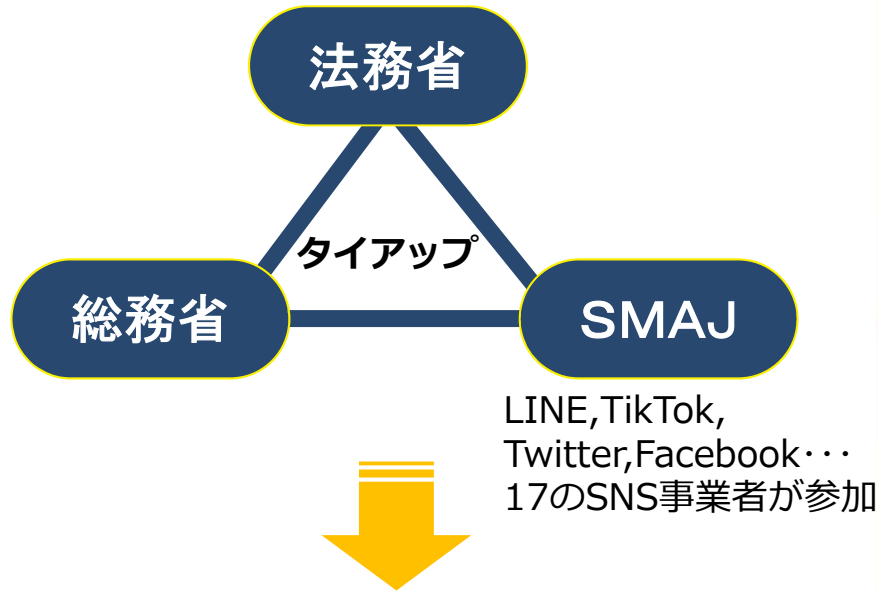 法務省
タイアップ
総務省
ＳＭＡＪ
LINE,TikTok,
Twitter,Facebook･･･
17のSNS事業者が参加